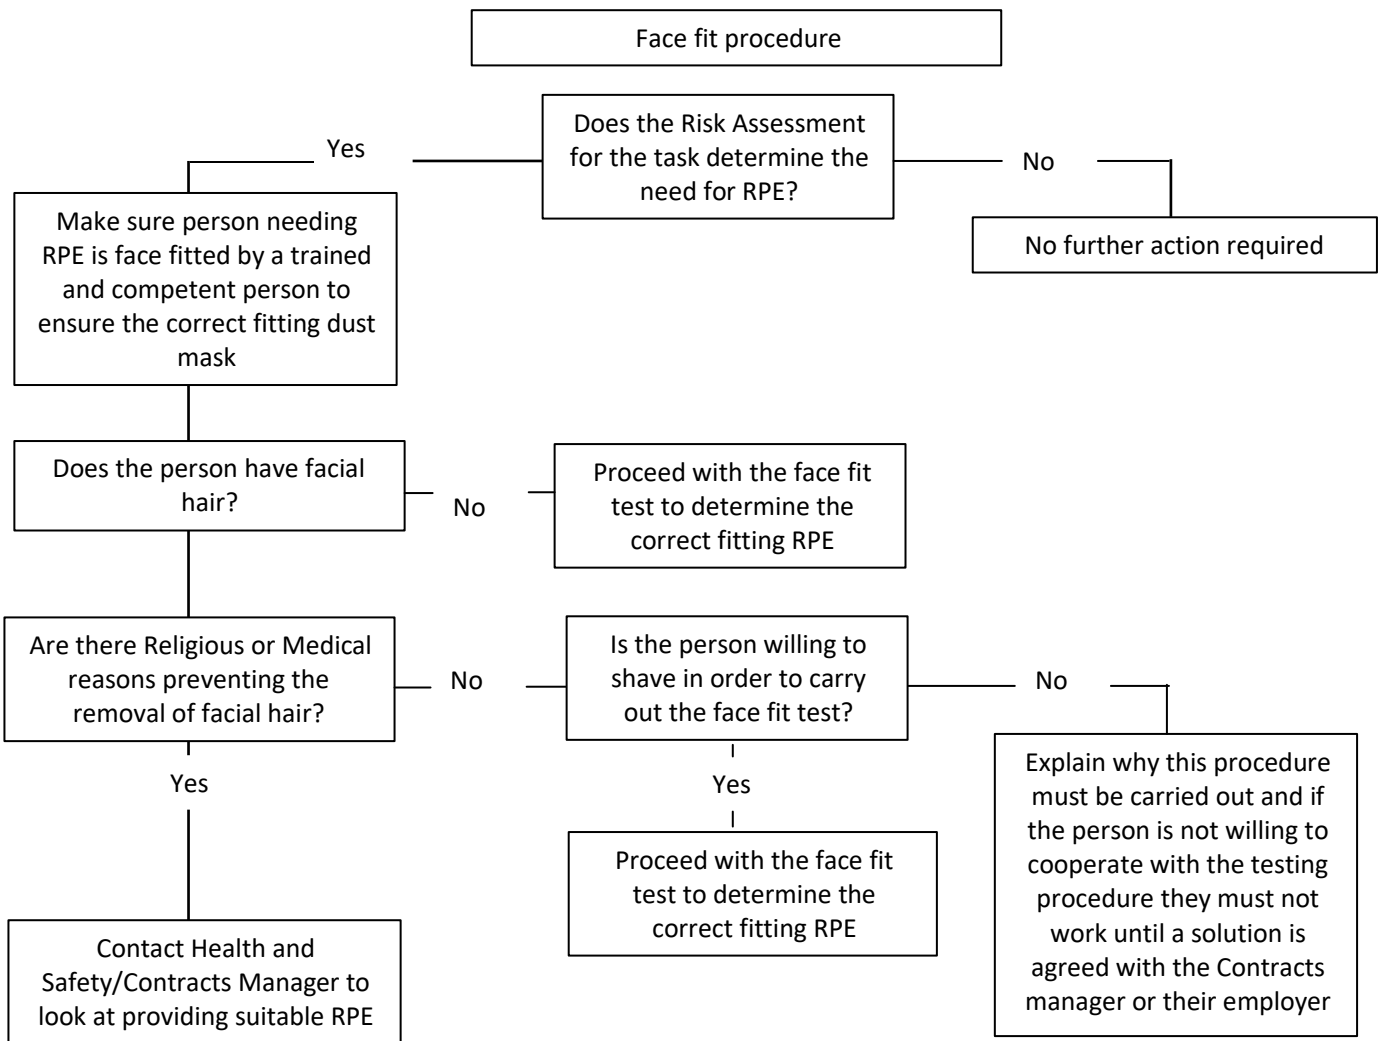 Face fit procedure
Does the Risk Assessment
for the task determine the
need for RPE?
Yes
No
Make sure person needing
RPE is face fitted by a trained
and competent person to
ensure the correct fitting dust
mask
No further action required
Does the person have facial
hair?
No
Proceed with the face fit
test to determine the
correct fitting RPE
Are there Religious or Medical
reasons preventing the
removal of facial hair?
No
Is the person willing to
shave in order to carry
out the face fit test?
No
Yes
Yes
Explain why this procedure
must be carried out and if
the person is not willing to
cooperate with the testing
procedure they must not
work until a solution is
agreed with the Contracts
manager or their employer
Proceed with the face fit
test to determine the
correct fitting RPE
Contact Health and
Safety/Contracts Manager to
look at providing suitable RPE